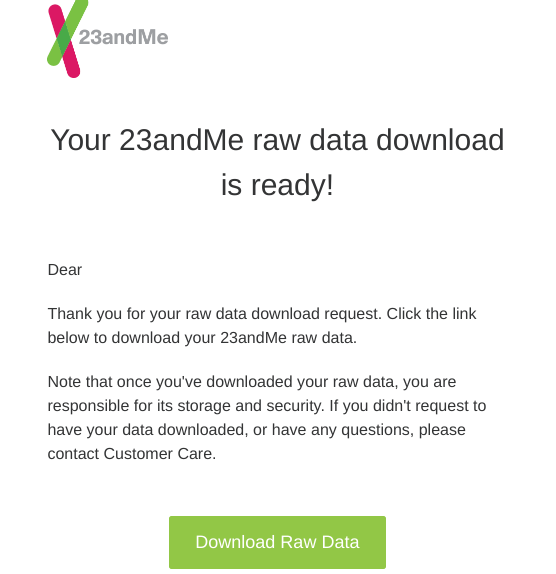 23andMe
Your 23andMe raw data download
is ready!
Dear
Thank you for your raw data download request. Click the link
below to download your 23andMe raw data.
Note that once you've downloaded your raw data, you are
responsible for its storage and security. If you didn't request to
have your data downloaded, or have any questions, please
contact Customer Care.
Download Raw Data